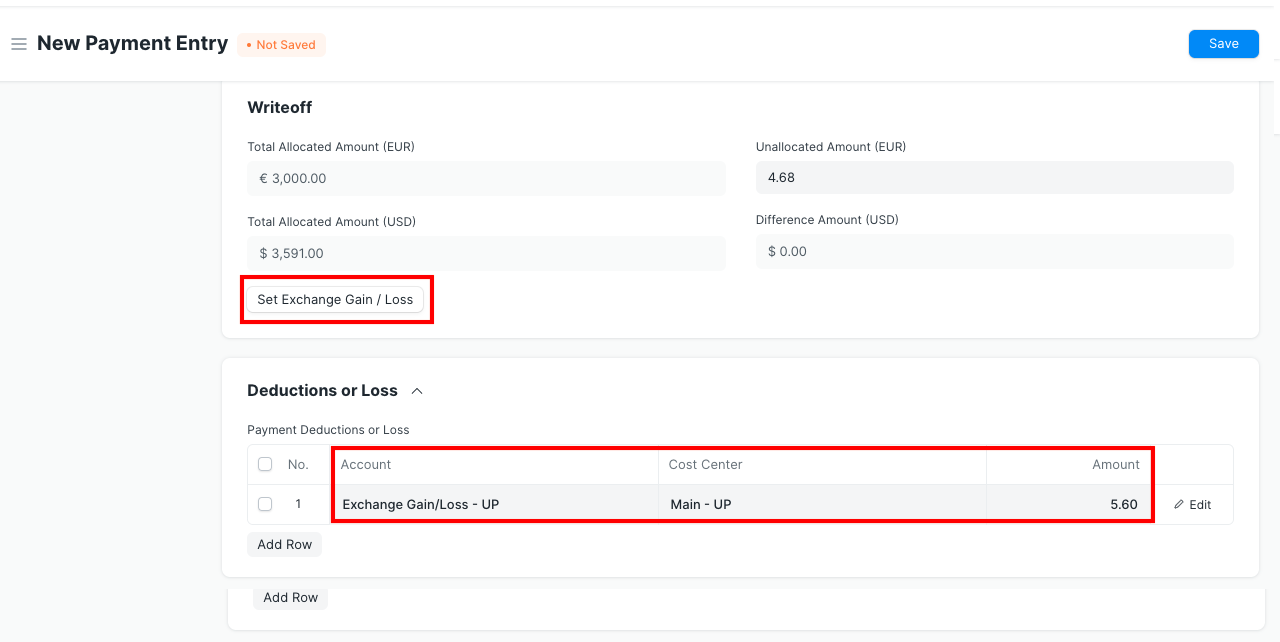 New Payment Entry
• Not Saved
Save
Writeoff
Total Allocated Amount (EUR)
Unallocated Amount (EUR)
€ 3,000.00
4.68
Total Allocated Amount (USD)
Difference Amount (USD)
$ 3,591.00
$ 0.00
Set Exchange Gain / Loss
Deductions or Loss
Payment Deductions or Loss
No. Account Cost Center Amount
1 Exchange Gain/Loss - UP Main - UP 5.60 Edit
Add Row
Add Row